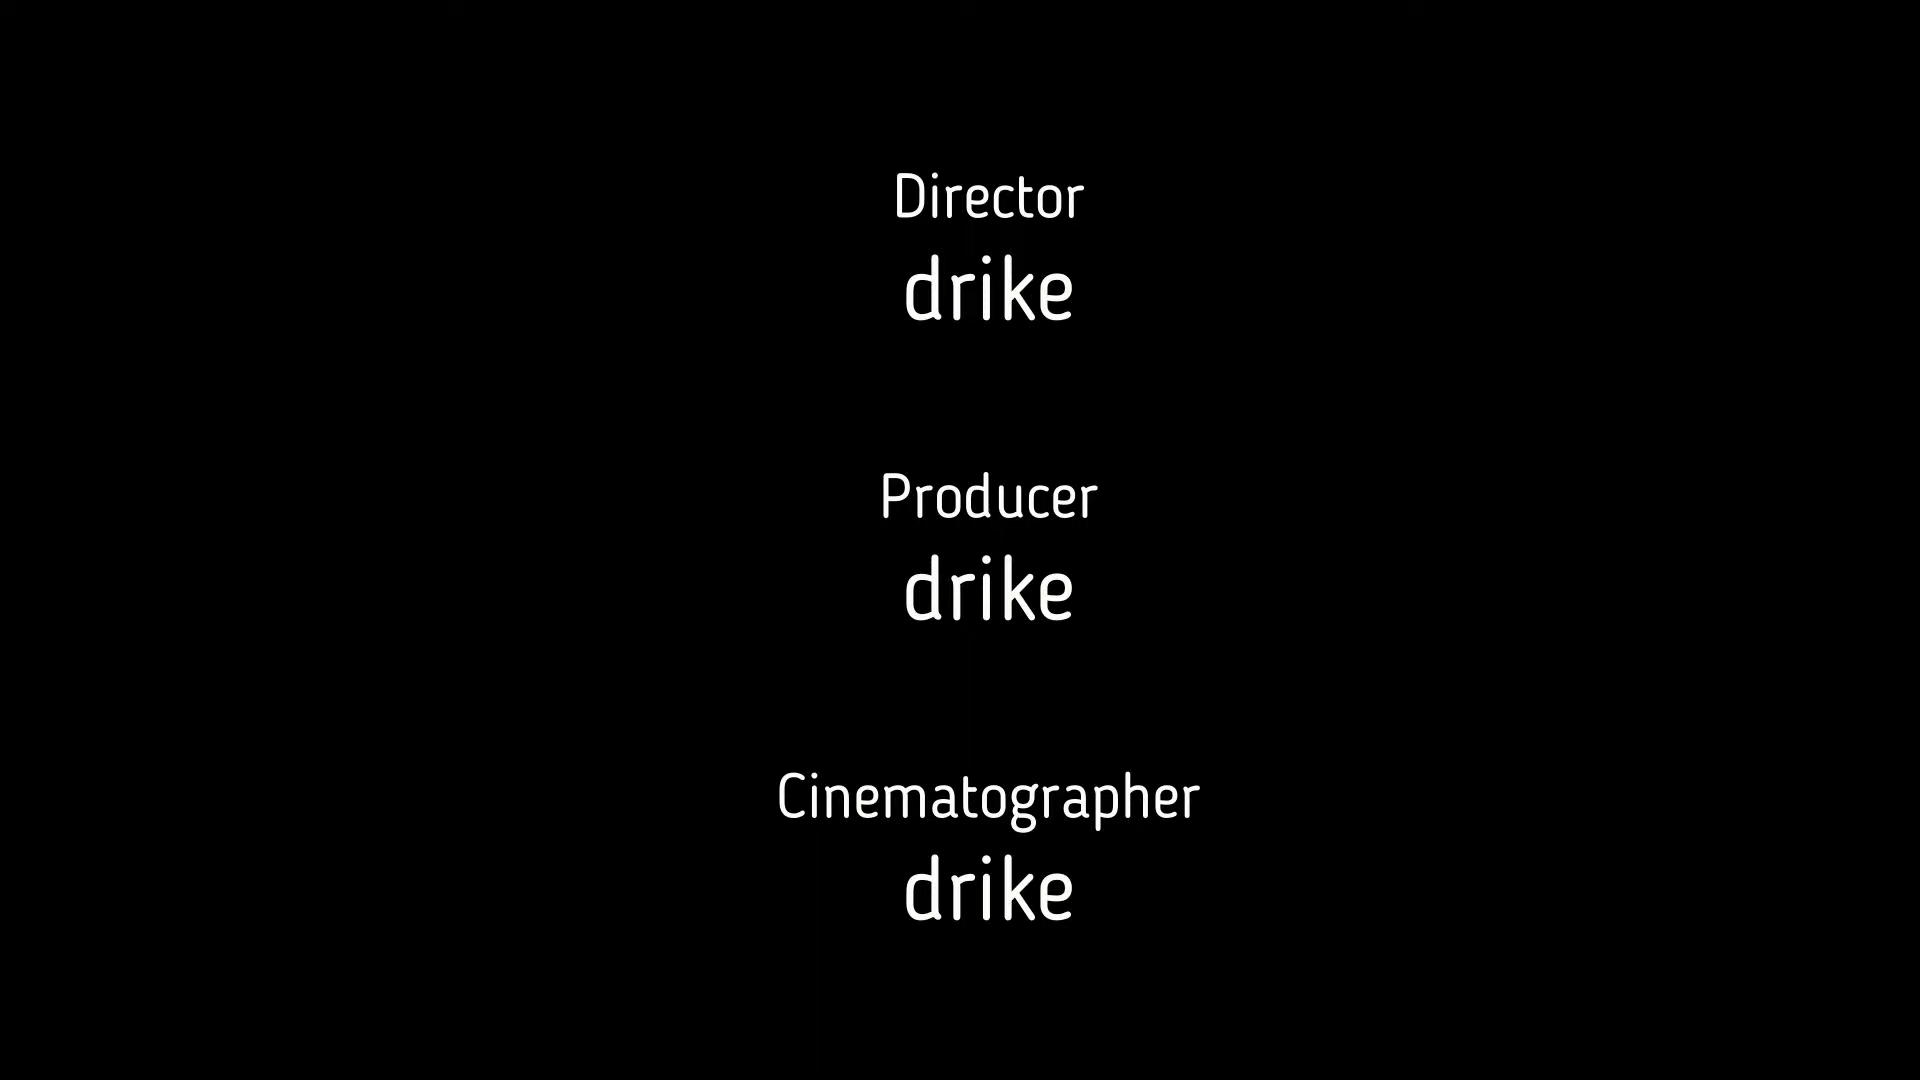 Director
drike
Producer
drike
Cinematographer
drike